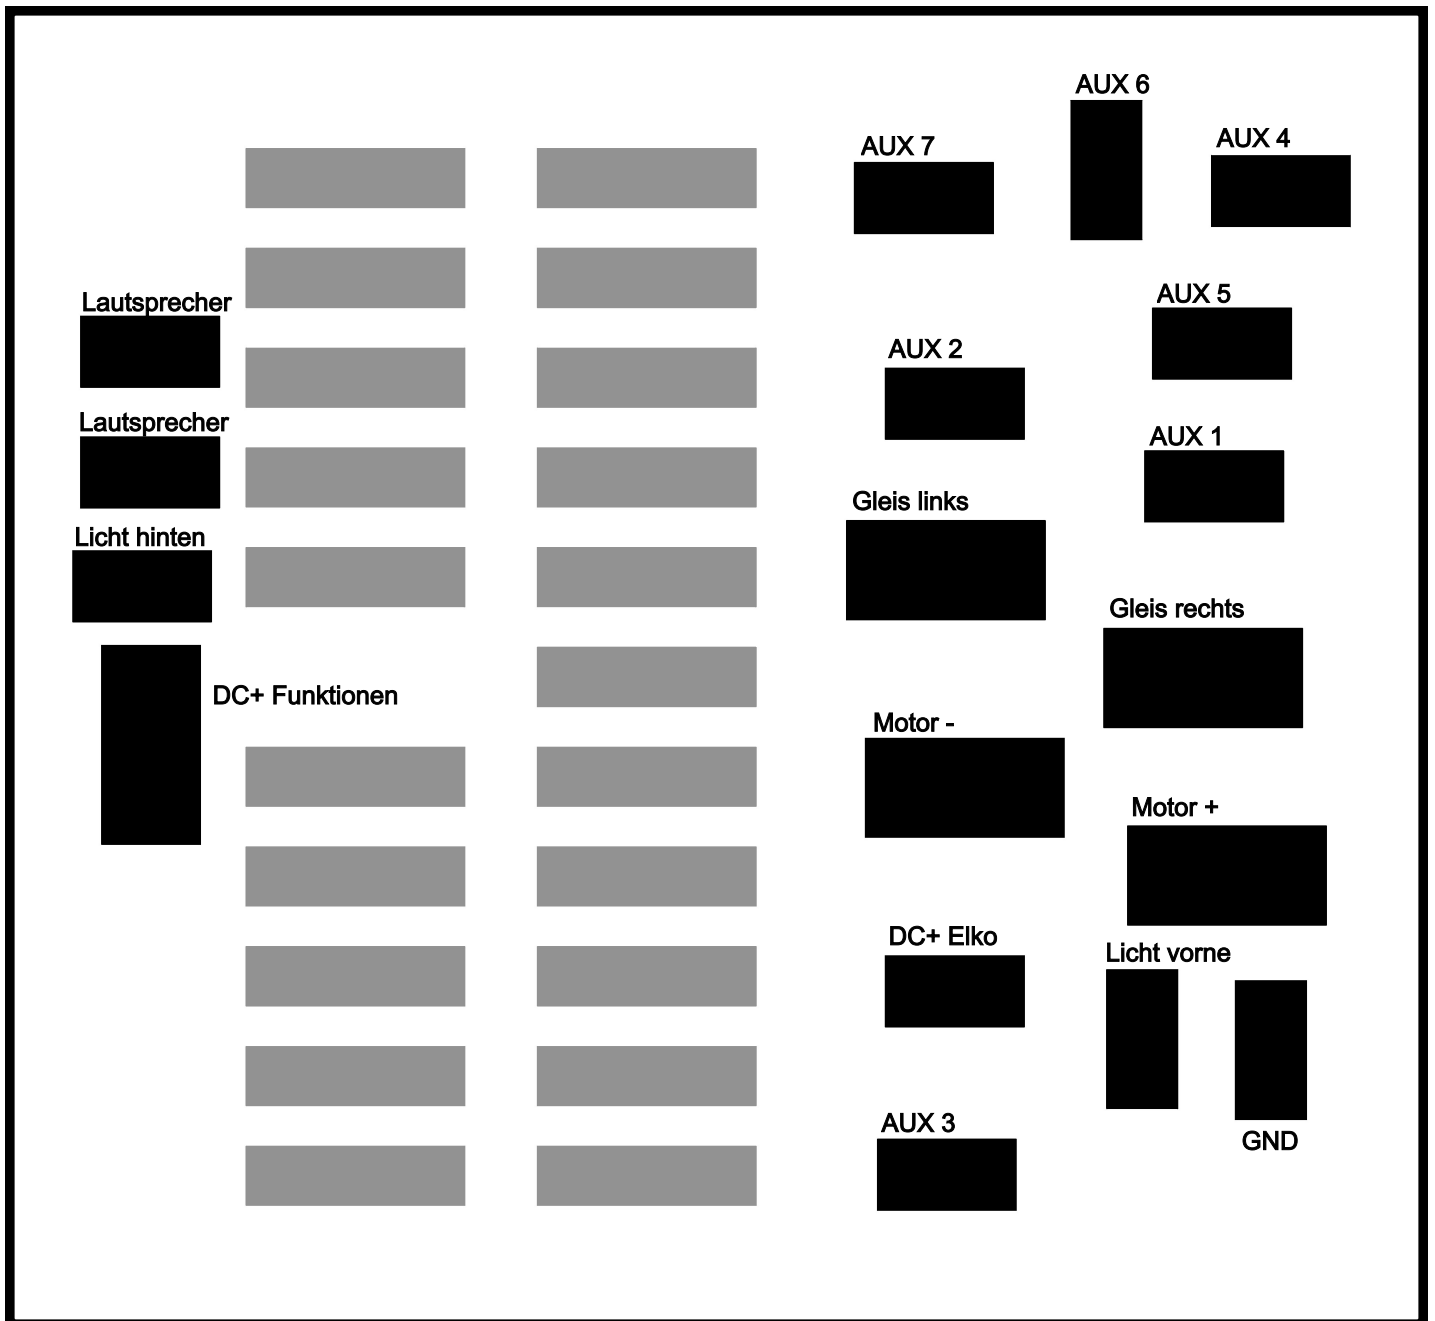 AUX 6
AUX 4
AUX 7
AUX 5
Lautsprecher
AUX 2
Lautsprecher
AUX 1
Gleis links
Licht hinten
Gleis rechts
DC+ Funktionen
Motor -
Motor +
DC+ Elko
Licht vorne
AUX 3
GND